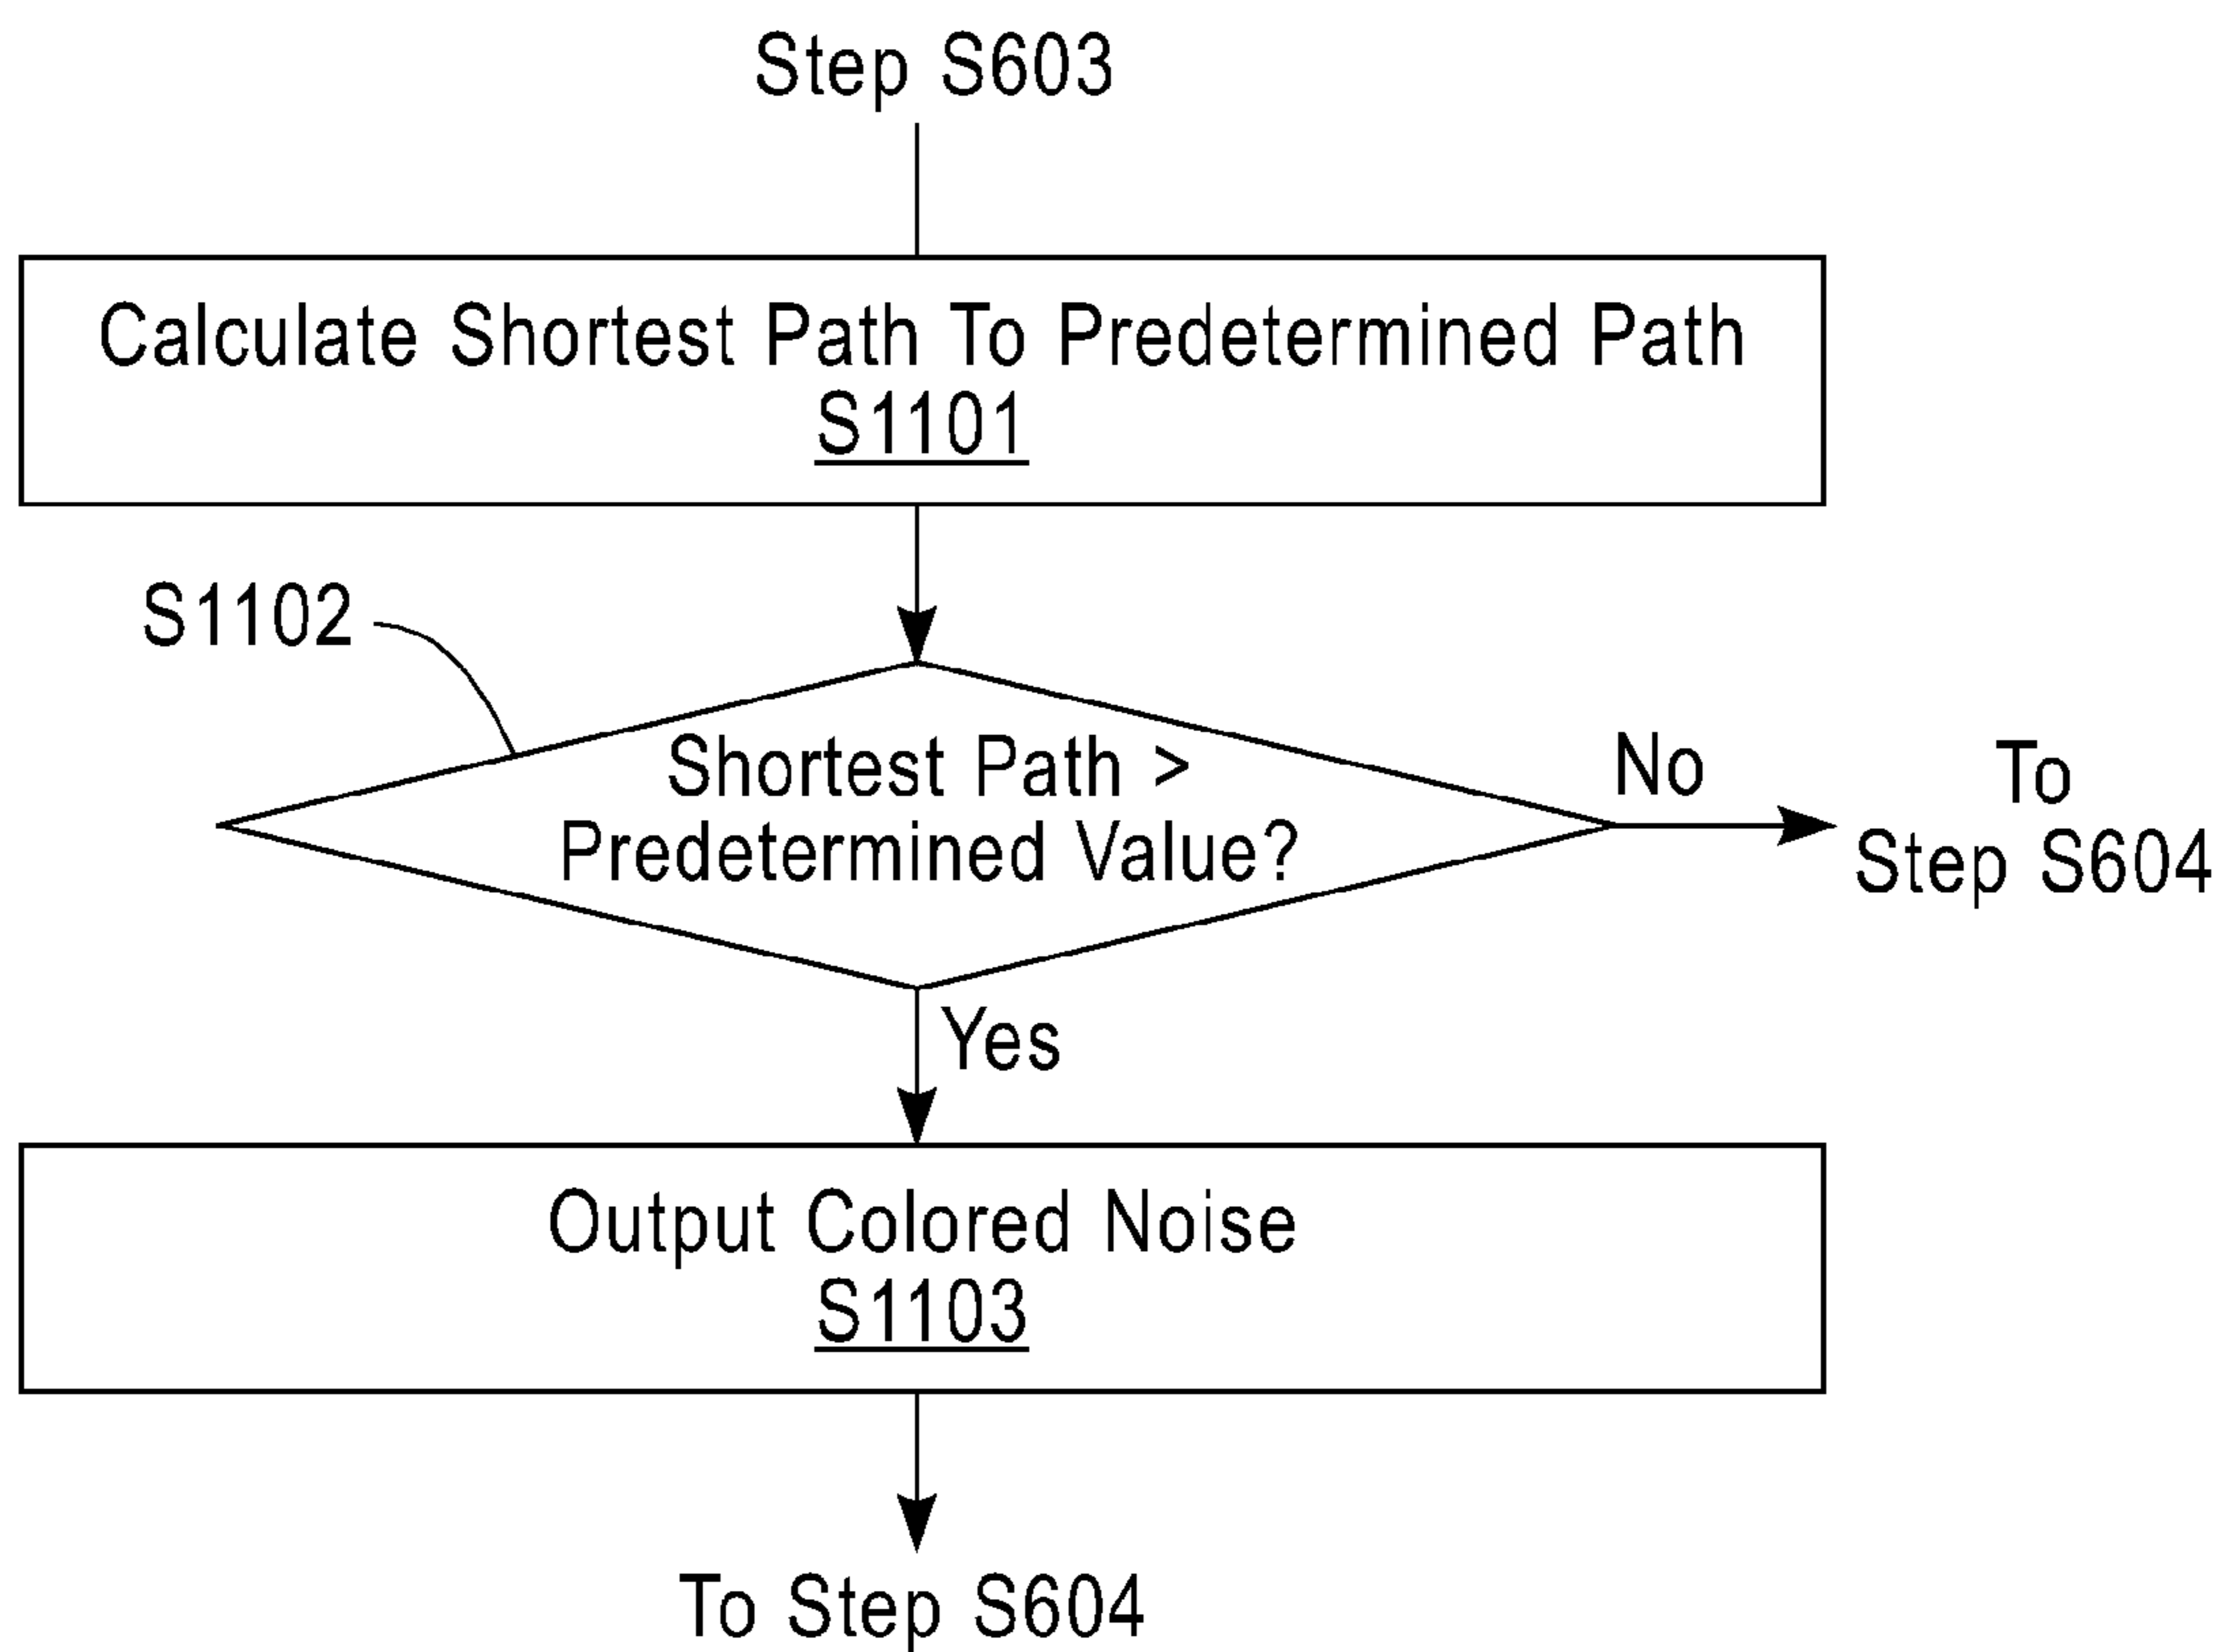 Step S603
Calculate Shortest Path To Predetermined Path
S1101
S1102
Shortest Path >
Predetermined Value?
No
To
Step S604
Yes
Output Colored Noise
S1103
To Step S604